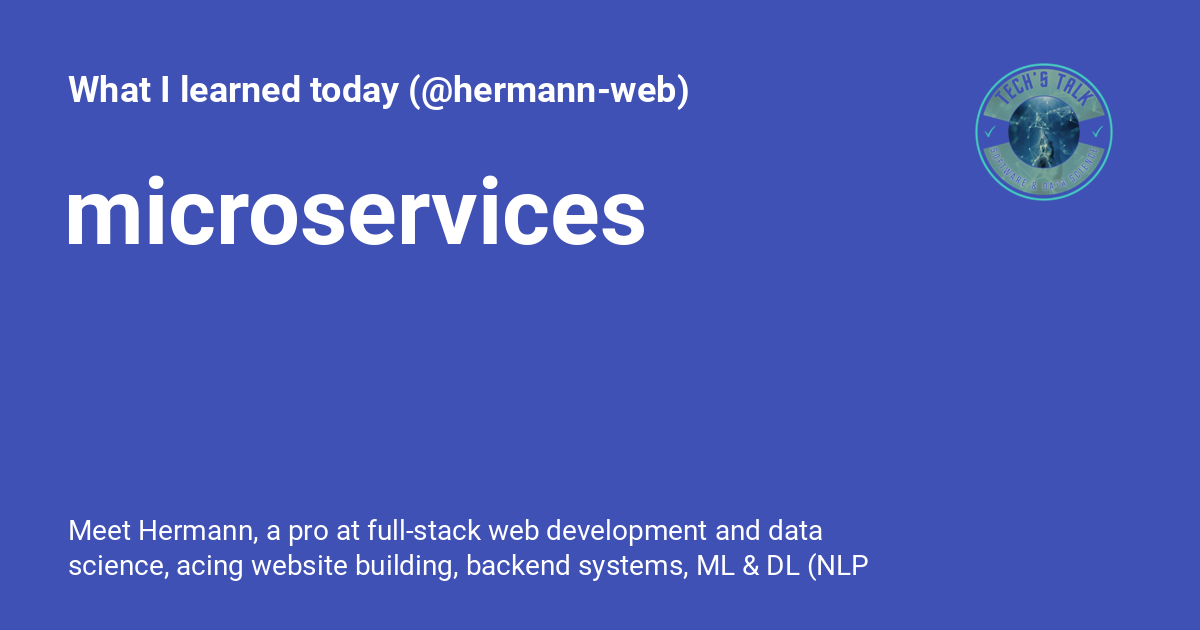 What I learned today (@hermann-web)
TECH'S TALK
SOFTWARE & DATA SCIENCE
microservices
Meet Hermann, a pro at full-stack web development and data
science, acing website building, backend systems, ML & DL (NLP